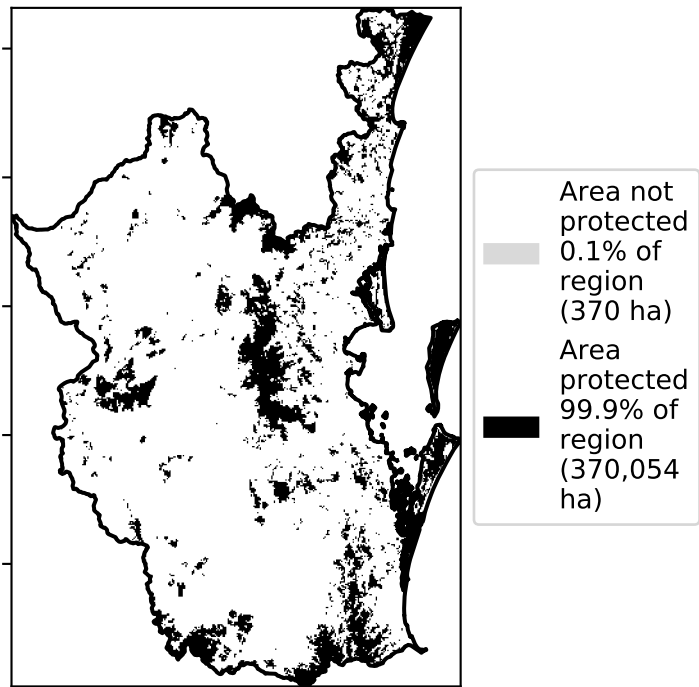 Area not
protected
0.1% of
region
(370 ha)
Area
protected
99.9% of
region
(370,054
ha)